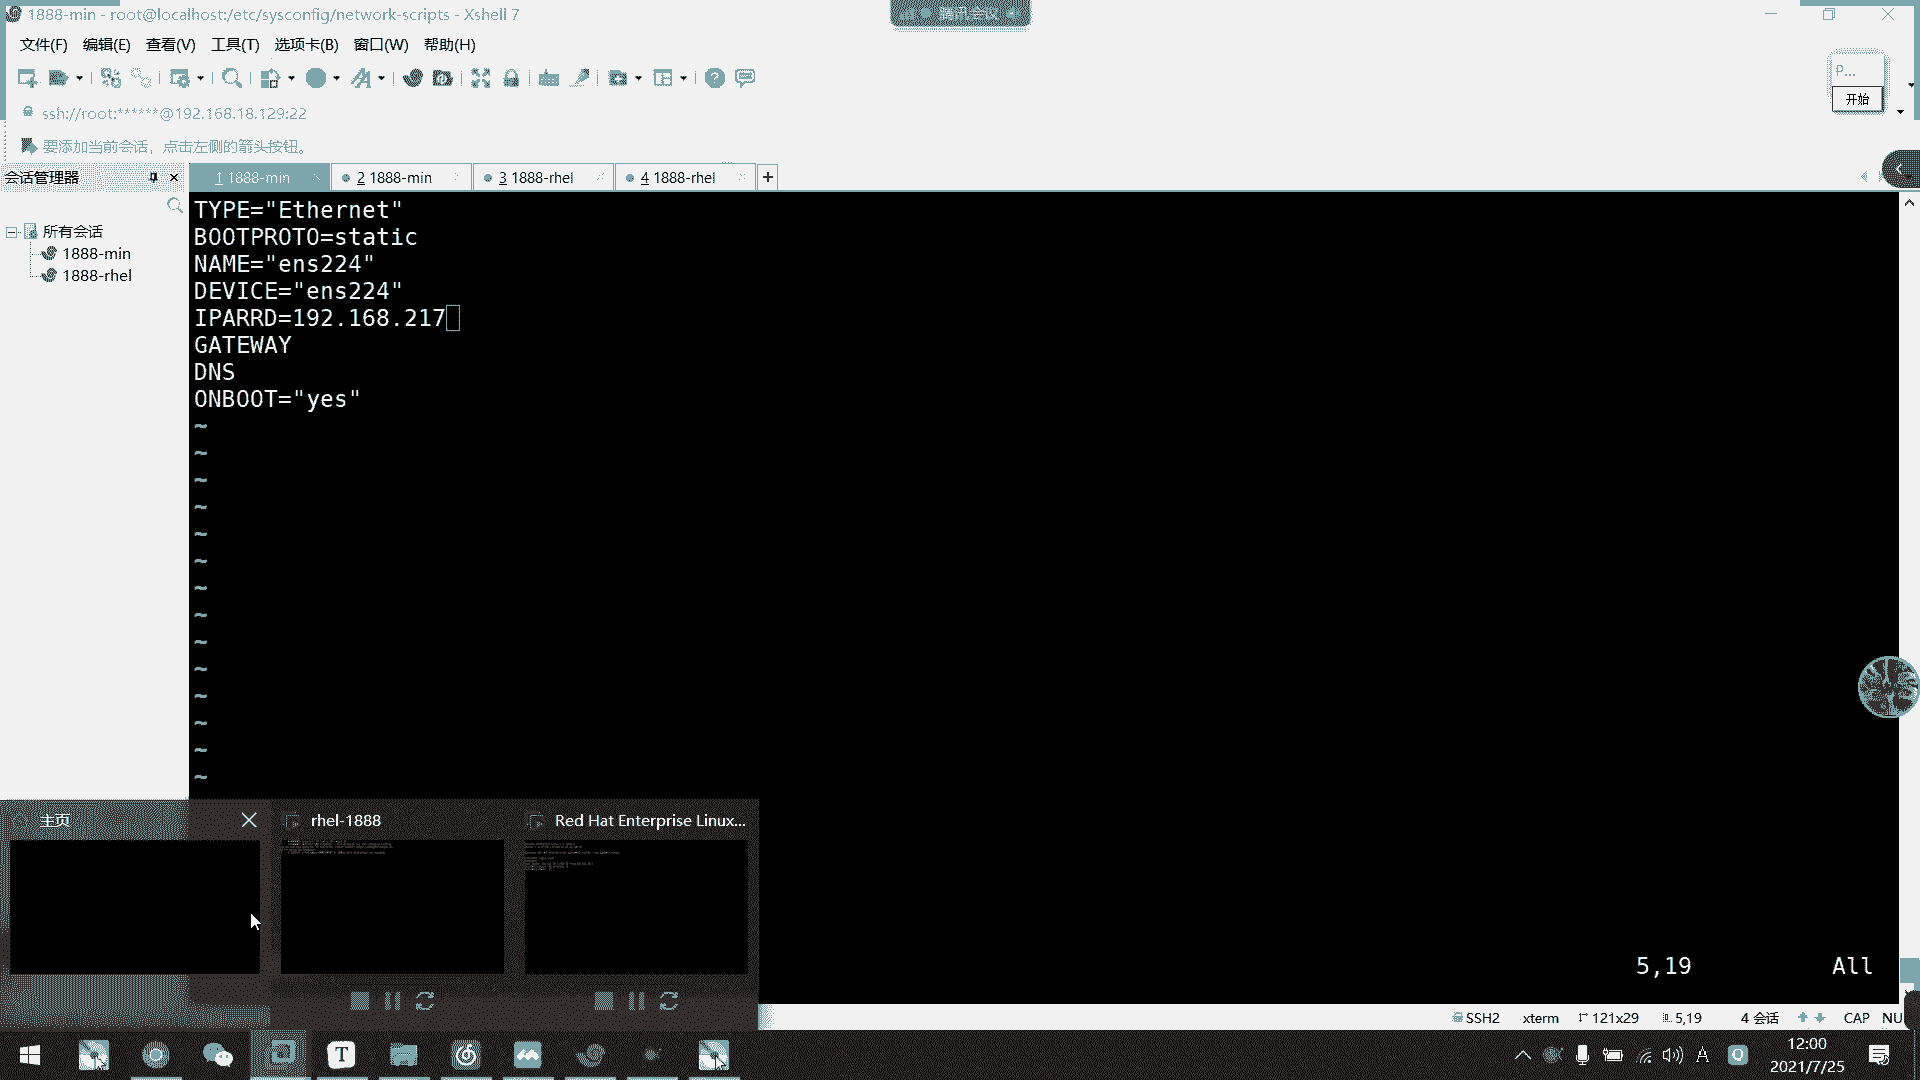 1888-min - root@localhost:/etc/sysconfig/network-scripts - Xshell 7
腾讯会议
文件(F) 编辑(E) 查看(V) 工具(T) 选项卡(B) 窗口(W) 帮助(H)
P...
开始
ssh://root:******@192.168.18.129:22
要添加当前会话，点击左侧的箭头按钮。
会话管理器
1 1888-min 2 1888-min 3 1888-rhel 4 1888-rhel
所有会话
1888-min
1888-rhel
TYPE="Ethernet"
BOOTPROTO=static
NAME="ens224"
DEVICE="ens224"
IPARRD=192.168.217
GATEWAY
DNS
ONBOOT="yes"
~
~
~
~
~
~
~
~
~
~
~
~
~
~
主页
rhel-1888
Red Hat Enterprise Linux...
5,19 All
SSH2 xterm 121x29 5,19 4 会话 CAP NU
12:00
2021/7/25